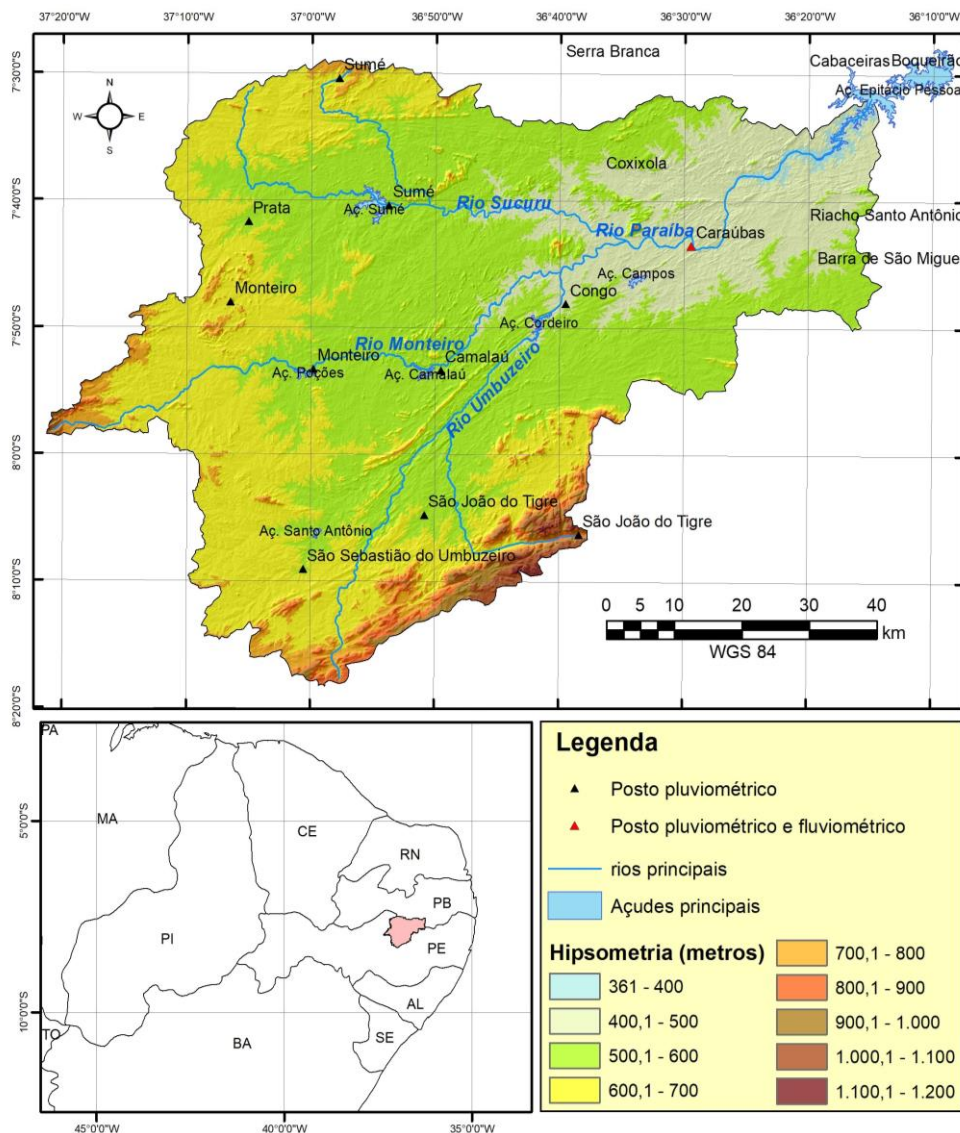 37°20'0"W 37°10'0"W 37°0'0"W 36°50'0"W 36°40'0"W 36°30'0"W 36°20'0"W 36°10'0"W
7°30'0"S
7°40'0"S
7°50'0"S
8°0'0"S
8°10'0"S
8°20'0"S
N
W E
S
Sumé
Serra Branca
Cabaceiras Boqueirão
Aç. Epitácio Pessoa
Coxixola
Sumé
Aç. Sumé
Rio Sucuru
Prata
Rio Paraíba
Caraúbas
Riacho Santo Antônio
Barra de São Migue
Monteiro
Aç. Campos
Congo
Aç. Cordeiro
Rio Monteiro
Monteiro
Aç. Poções
Camalaú
Aç. Camalaú
Rio Umbuzeiro
São João do Tigre
São João do Tigre
Aç. Santo Antônio
São Sebastião do Umbuzeiro
0 5 10 20 30 40
km
WGS 84
PA
MA
CE
RN
PB
PI
PE
AL
SE
BA
TO
5°0'0"S
10°0'0"S
45°0'0"W 40°0'0"W 35°0'0"W
Legenda
Posto pluviométrico
Posto pluviométrico e fluviométrico
rios principais
Açudes principais
Hipsometria (metros)
361 - 400
400,1 - 500
500,1 - 600
600,1 - 700
700,1 - 800
800,1 - 900
900,1 - 1.000
1.000,1 - 1.100
1.100,1 - 1.200